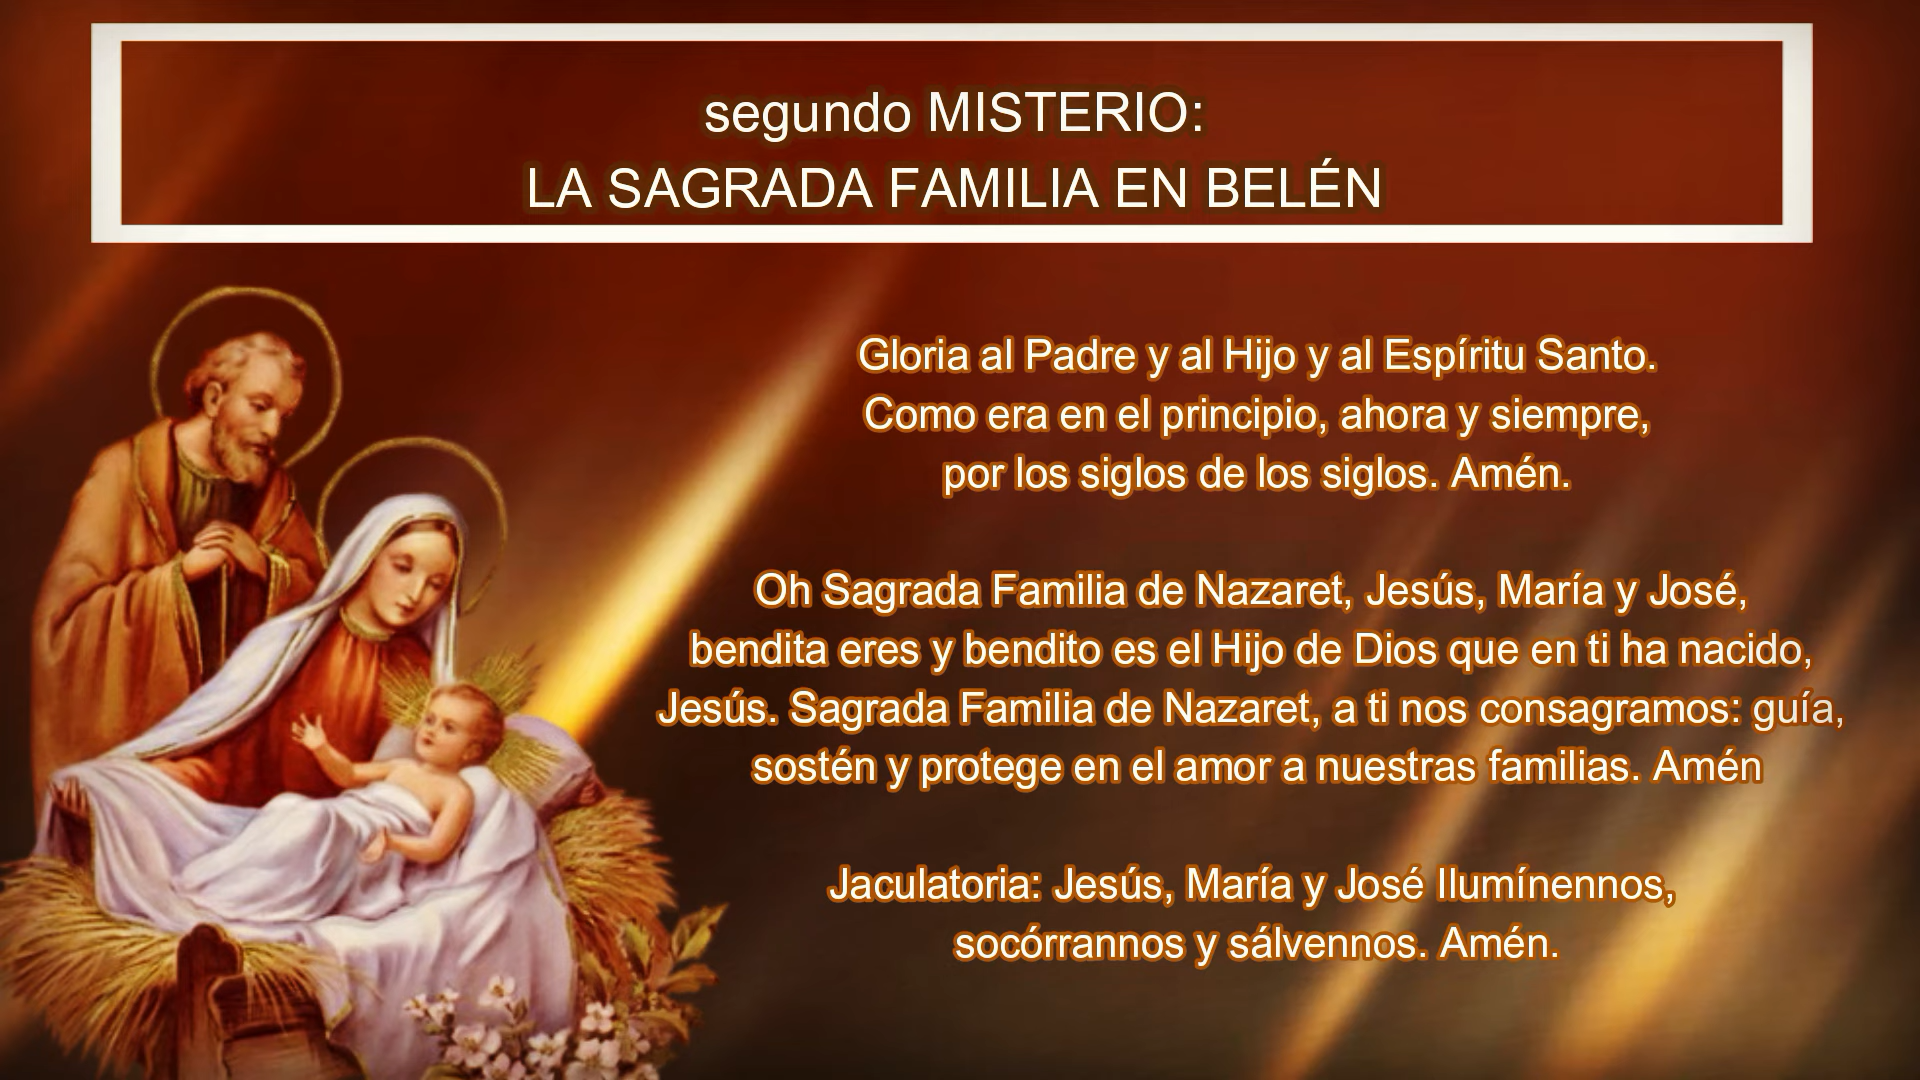 segundo MISTERIO:
LA SAGRADA FAMILIA EN BELÉN
Gloria al Padre y al Hijo y al Espíritu Santo.
Como era en el principio, ahora y siempre,
por los siglos de los siglos. Amén.
Oh Sagrada Familia de Nazaret, Jesús, María y José,
bendita eres y bendito es el Hijo de Dios que en ti ha nacido,
Jesús. Sagrada Familia de Nazaret, a ti nos consagramos: guía,
sostén y protege en el amor a nuestras familias. Amén
Jaculatoria: Jesús, María y José Ilumínennos,
socórrannos y sálvennos. Amén.